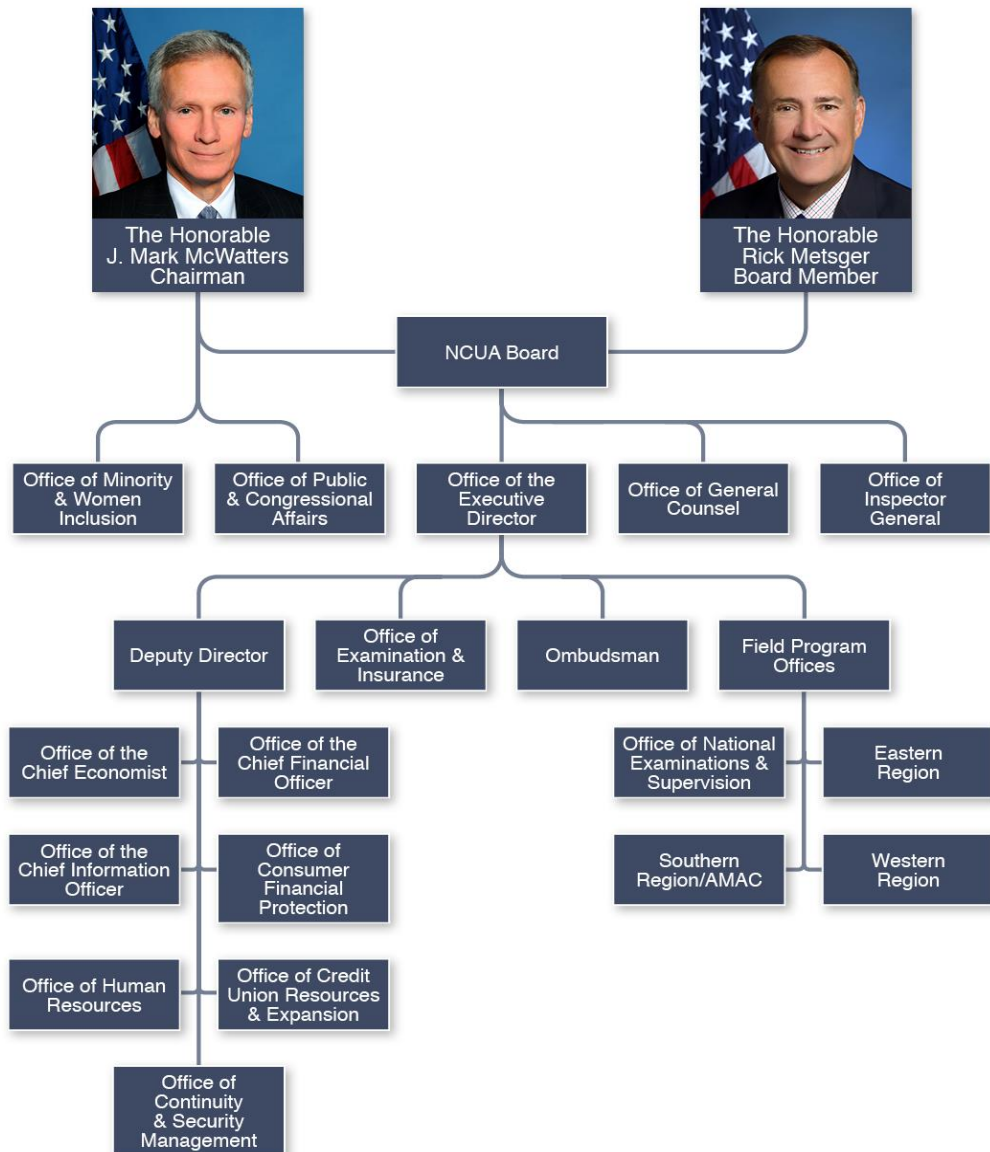 The Honorable
J. Mark McWatters
Chairman
The Honorable
Rick Metsger
Board Member
NCUA Board
Office of Minority
& Women
Inclusion
Office of Public
& Congressional
Affairs
Office of the
Executive
Director
Office of General
Counsel
Office of
Inspector
General
Deputy Director
Office of
Examination &
Insurance
Ombudsman
Field Program
Offices
Office of the
Chief Economist
Office of the
Chief Financial
Officer
Office of National
Examinations &
Supervision
Eastern
Region
Office of the
Chief Information
Officer
Office of
Consumer
Financial
Protection
Southern
Region/AMAC
Western
Region
Office of Human
Resources
Office of Credit
Union Resources
& Expansion
Office of
Continuity
& Security
Management